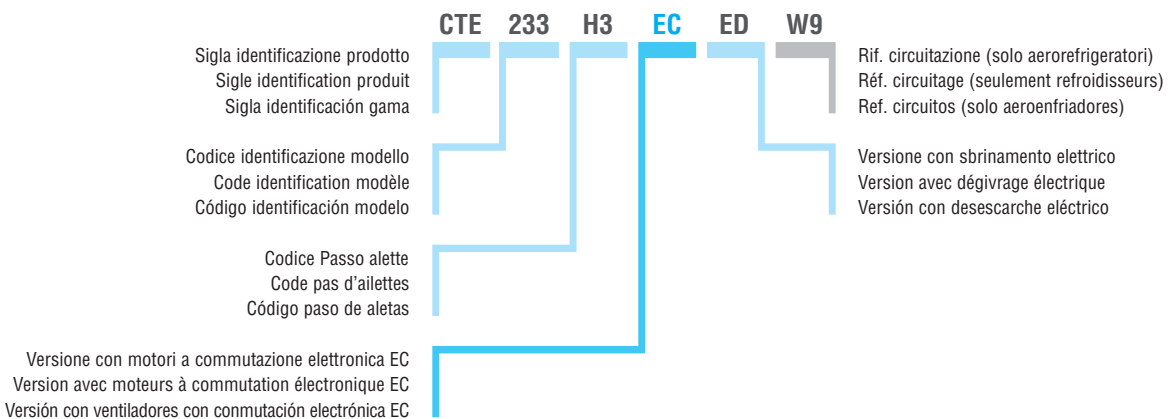 CTE 233 H3 EC ED W9
Sigla identificazione prodotto
Sigle identification produit
Sigla identificación gama
Rif. circuitazione (solo aerorefrigeratori)
Réf. circuitage (seulement refroidisseurs)
Ref. circuitos (solo aeroenfriadores)
Codice identificazione modello
Code identification modèle
Código identificación modelo
Versione con sbrinamento elettrico
Version avec dégivrage électrique
Versión con desescarche eléctrico
Codice Passo alette
Code pas d’ailettes
Código paso de aletas
Versione con motori a commutazione elettronica EC
Version avec moteurs à commutation électronique EC
Versión con ventiladores con conmutación electrónica EC